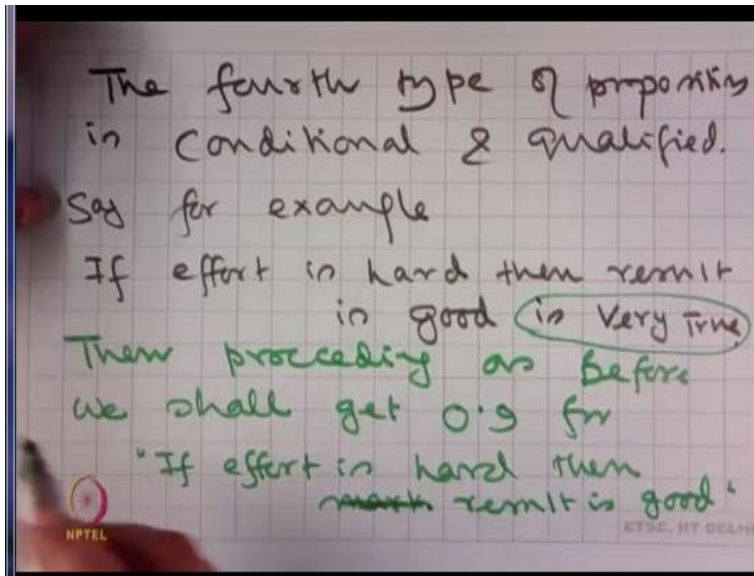 The fourth type of proposition
is Conditional & qualified.
Say for example
If effort is hard then result
is good is Very True
Then proceeding as Before
we shall get 0.9 for
"If effort is hard then
result is good"
NPTEL
ETSC, IIT DELHI